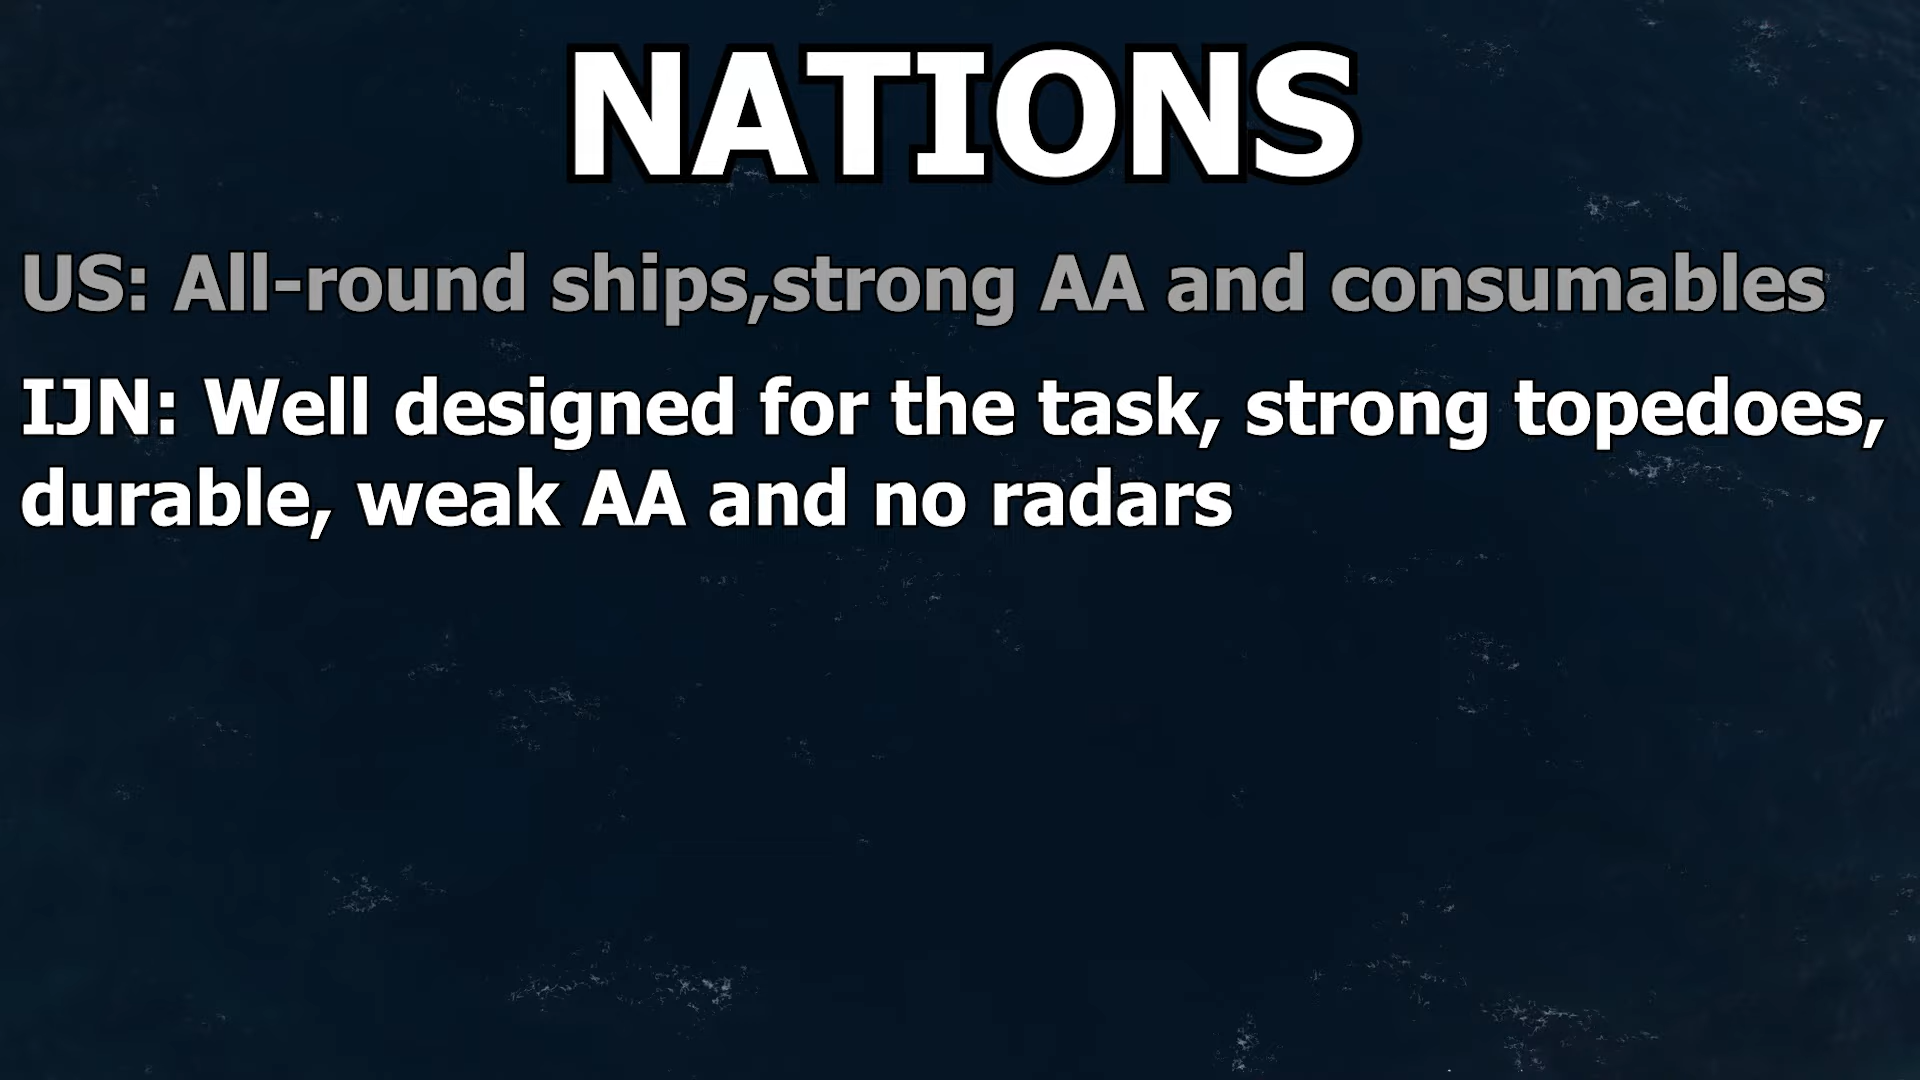 NATIONS
US: All-round ships,strong AA and consumables
IJN: Well designed for the task, strong topedoes,
durable, weak AA and no radars